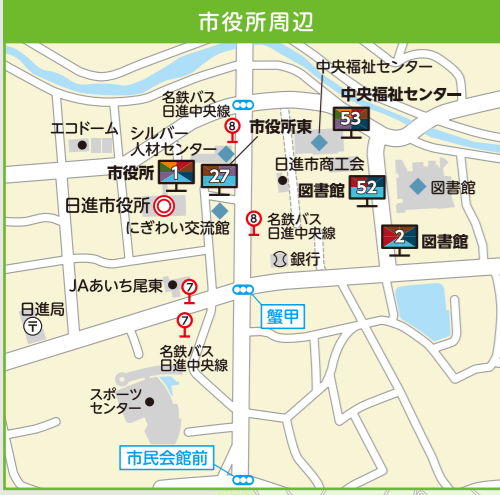 市役所周辺
中央福祉センター
中央福祉センター
53
名鉄バス
日進中央線
8
エコドーム
シルバー
人材センター
市役所東
27
市役所
1
日進市商工会
図書館
52
図書館
日進市役所
にぎわい交流館
8
名鉄バス
日進中央線
2
図書館
銀行
JAあいち尾東
7
蟹甲
日進局
〒
7
名鉄バス
日進中央線
スポーツ
センター
市民会館前